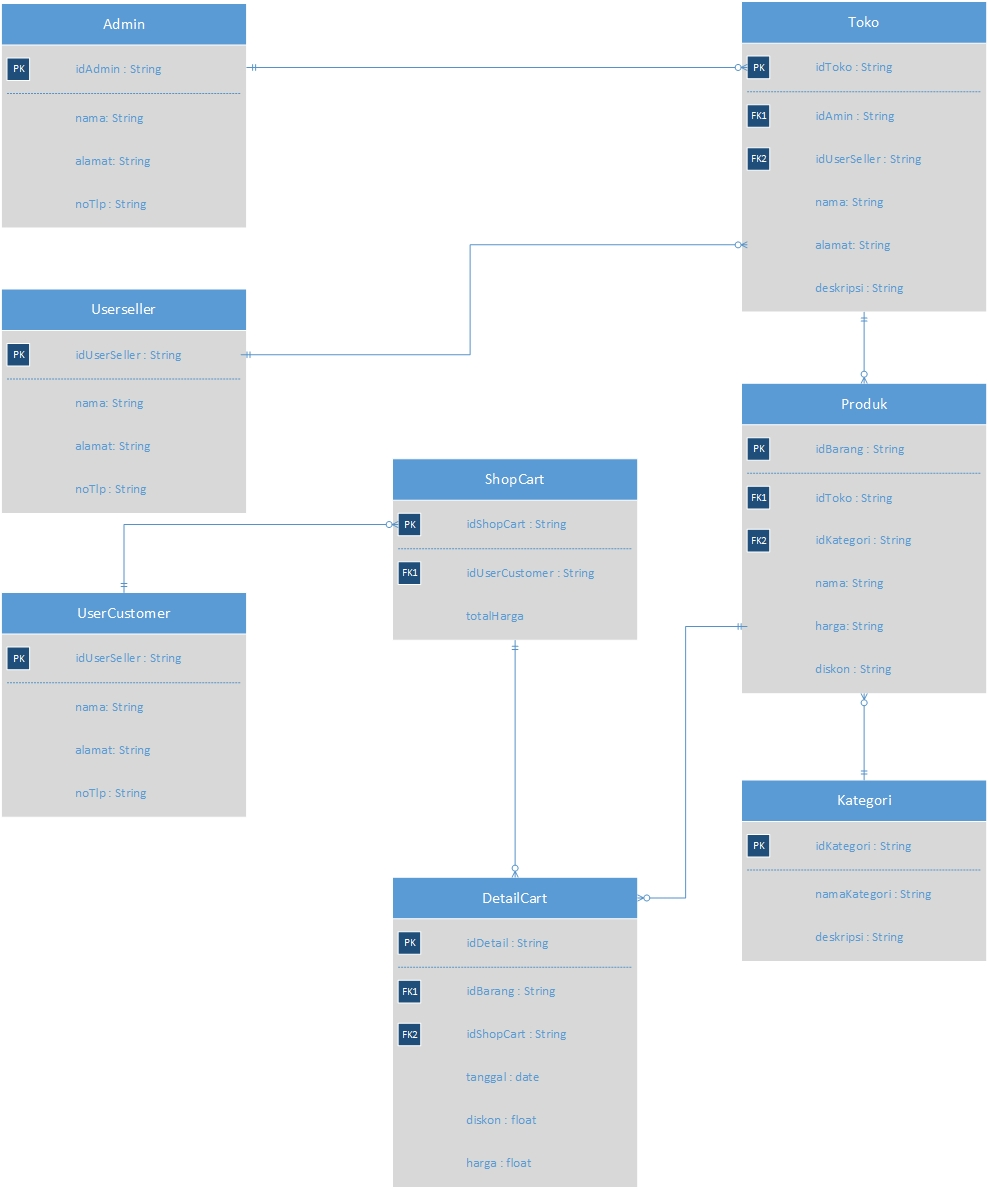 Admin
PK idAdmin : String
nama: String
alamat: String
noTlp : String
Toko
PK idToko : String
FK1 idAmin : String
FK2 idUserSeller : String
nama: String
alamat: String
deskripsi : String
Userseller
PK idUserSeller : String
nama: String
alamat: String
noTlp : String
Produk
PK idBarang : String
FK1 idToko : String
FK2 idKategori : String
nama: String
harga: String
diskon : String
ShopCart
PK idShopCart : String
FK1 idUserCustomer : String
totalHarga
UserCustomer
PK idUserSeller : String
nama: String
alamat: String
noTlp : String
Kategori
PK idKategori : String
namaKategori : String
deskripsi : String
DetailCart
PK idDetail : String
FK1 idBarang : String
FK2 idShopCart : String
tanggal : date
diskon : float
harga : float